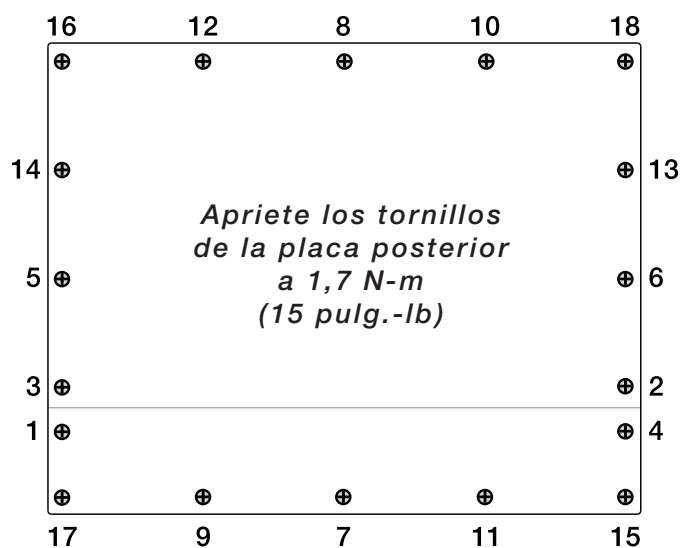 16 12 8 10 18
14 13
Apriete los tornillos
de la placa posterior
5 a 1,7 N-m 6
(15 pulg.-lb)
3 2
1 4
17 9 7 11 15